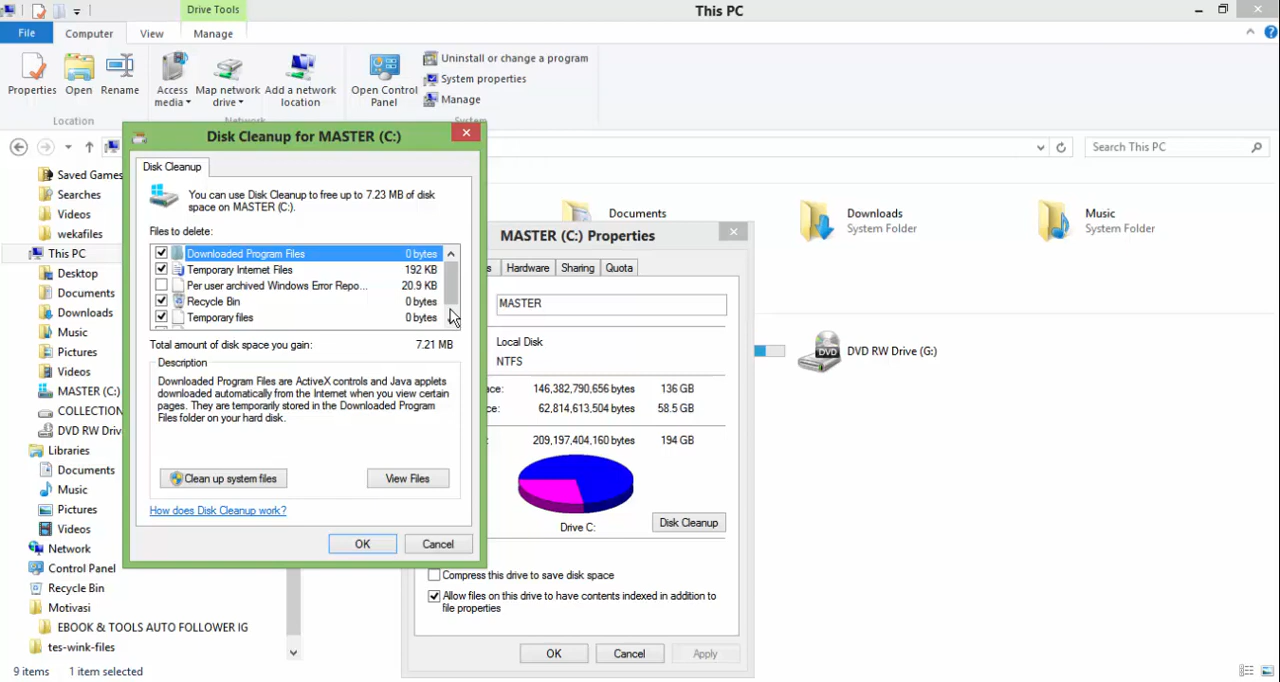 Drive Tools
This PC
File
Computer
View
Manage
Properties
Open
Rename
Access
media
Map network
drive
Add a network
location
Open Control
Panel
Uninstall or change a program
System properties
Manage
Location
Network
System
Search This PC
Saved Games
Searches
Videos
wekafiles
This PC
Desktop
Documents
Downloads
Music
Pictures
Videos
MASTER (C:)
COLLECTION
DVD RW Driv
Libraries
Documents
Music
Pictures
Videos
Network
Control Panel
Recycle Bin
Motivasi
EBOOK & TOOLS AUTO FOLLOWER IG
tes-wink-files
9 items
1 item selected
Disk Cleanup for MASTER (C:)
Disk Cleanup
You can use Disk Cleanup to free up to 7.23 MB of disk
space on MASTER (C:).
Files to delete:
Downloaded Program Files 0 bytes
Temporary Internet Files 192 KB
Per user archived Windows Error Repo... 20.9 KB
Recycle Bin 0 bytes
Temporary files 0 bytes
Total amount of disk space you gain: 7.21 MB
Description
Downloaded Program Files are ActiveX controls and Java applets
downloaded automatically from the Internet when you view certain
pages. They are temporarily stored in the Downloaded Program
Files folder on your hard disk.
Clean up system files
View Files
How does Disk Cleanup work?
OK
Cancel
Documents
Downloads
System Folder
Music
System Folder
DVD RW Drive (G:)
DVD
MASTER (C:) Properties
s
Hardware
Sharing
Quota
MASTER
Local Disk
NTFS
ce: 146,382,790,656 bytes 136 GB
ce: 62,814,613,504 bytes 58.5 GB
: 209,197,404,160 bytes 194 GB
Drive C:
Disk Cleanup
Compress this drive to save disk space
Allow files on this drive to have contents indexed in addition to
file properties
OK
Cancel
Apply